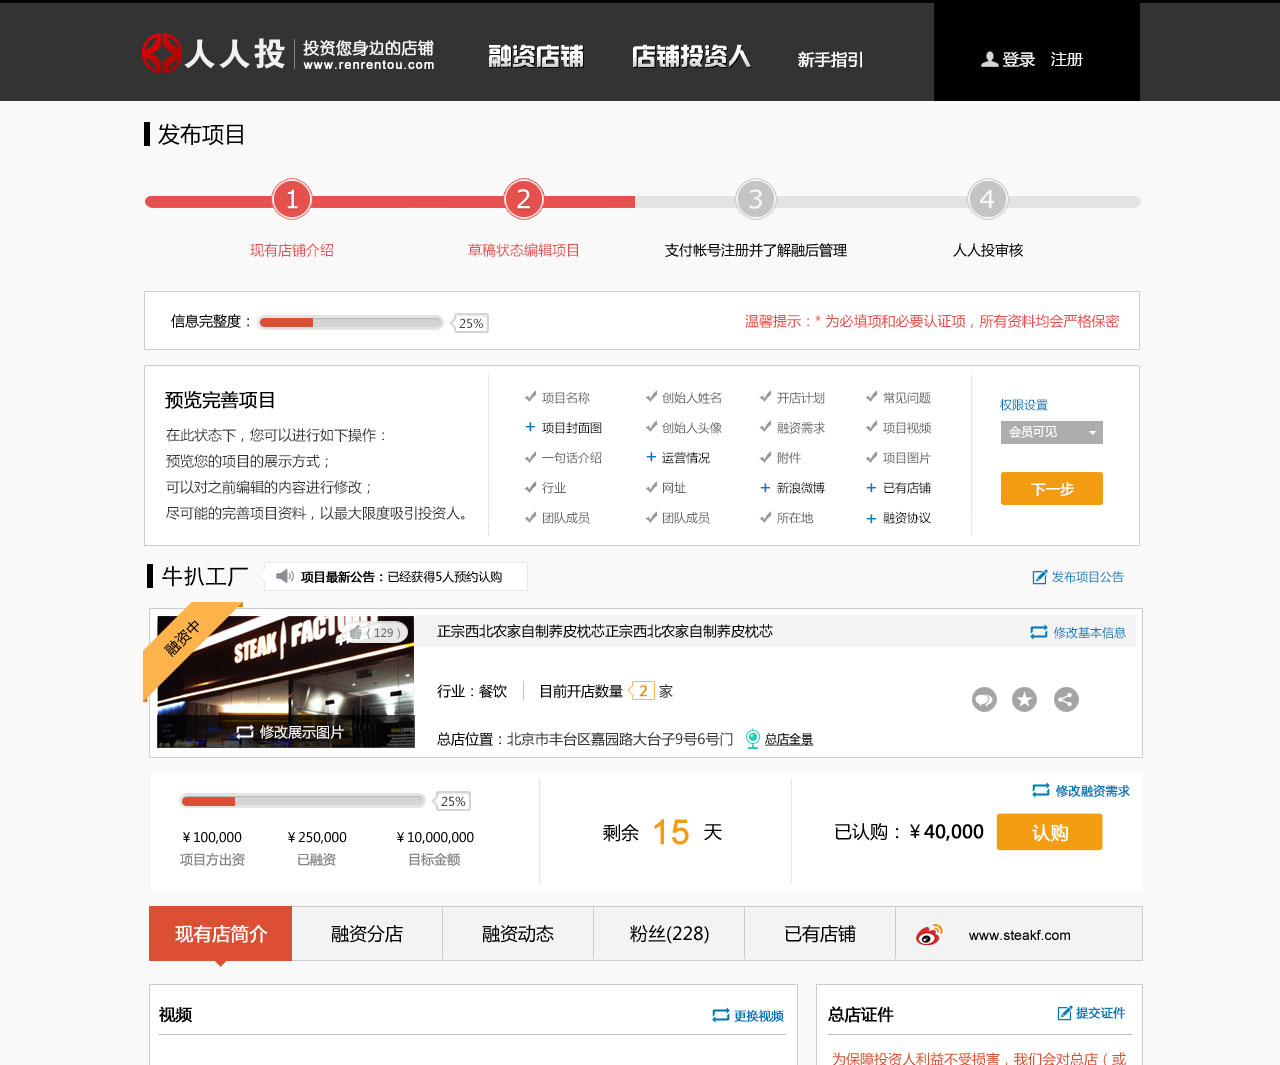 人人投 投资您身边的店铺
www.renrentou.com
融资店铺 店铺投资人 新手指引 登录 注册
发布项目
1 2 3 4
现有店铺介绍 草稿状态编辑项目 支付帐号注册并了解融后管理 人人投审核
信息完整度： 25% 温馨提示：* 为必填项和必要认证项，所有资料均会严格保密
预览完善项目
在此状态下，您可以进行如下操作：
预览您的项目的展示方式；
可以对之前编辑的内容进行修改；
尽可能的完善项目资料，以最大限度吸引投资人。
项目名称 创始人姓名 开店计划 常见问题
项目封面图 创始人头像 融资需求 项目视频
一句话介绍 运营情况 附件 项目图片
行业 网址 新浪微博 已有店铺
团队成员 团队成员 所在地 融资协议
权限设置
会员可见
下一步
牛扒工厂 项目最新公告：已经获得5人预约认购 发布项目公告
融资中
STEAK FACTORY
( 129 )
修改展示图片
正宗西北农家自制荞皮枕芯正宗西北农家自制荞皮枕芯 修改基本信息
行业：餐饮 目前开店数量 2 家
总店位置：北京市丰台区嘉园路大台子9号6号门 总店全景
25%
¥ 100,000 ¥ 250,000 ¥ 10,000,000
项目方出资 已融资 目标金额
剩余 15 天
修改融资需求
已认购：¥ 40,000 认购
现有店简介 融资分店 融资动态 粉丝(228) 已有店铺 www.steakf.com
视频 更换视频
总店证件 提交证件
为保障投资人利益不受损害，我们会对总店（或